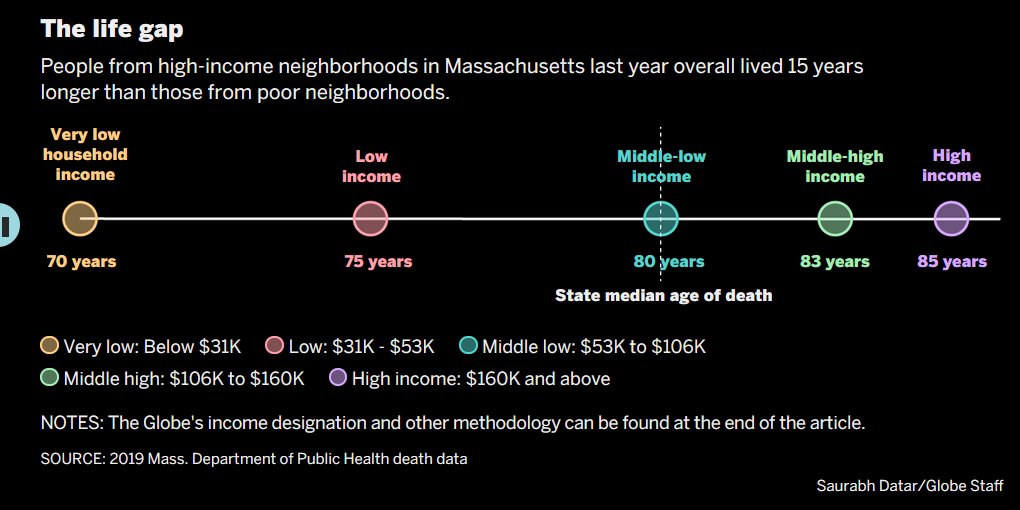 The life gap
People from high-income neighborhoods in Massachusetts last year overall lived 15 years
longer than those from poor neighborhoods.
Very low
household
income
Low
income
Middle-low
income
Middle-high
income
High
income
70 years
75 years
80 years
83 years
85 years
State median age of death
Very low: Below $31K
Low: $31K - $53K
Middle low: $53K to $106K
Middle high: $106K to $160K
High income: $160K and above
NOTES: The Globe's income designation and other methodology can be found at the end of the article.
SOURCE: 2019 Mass. Department of Public Health death data
Saurabh Datar/Globe Staff